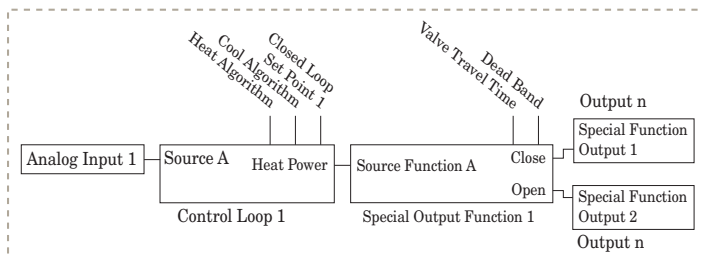 Heat Algorithm
Cool Algorithm
Set Point 1
Closed Loop
Valve Travel Time
Dead Band
Output n
Analog Input 1
Source A
Heat Power
Control Loop 1
Source Function A
Close
Open
Special Output Function 1
Special Function
Output 1
Special Function
Output 2
Output n